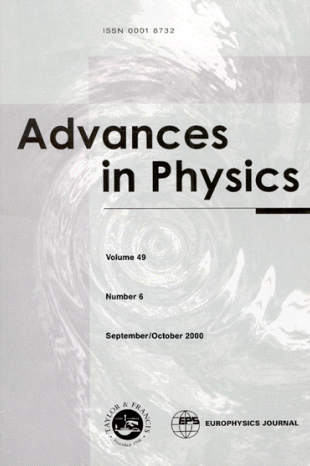 ISSN 0001 8732
Advances
in Physics
Volume 49
Number 6
September/October 2000
TAYLOR & FRANCIS
EPS
EUROPHYSICS JOURNAL